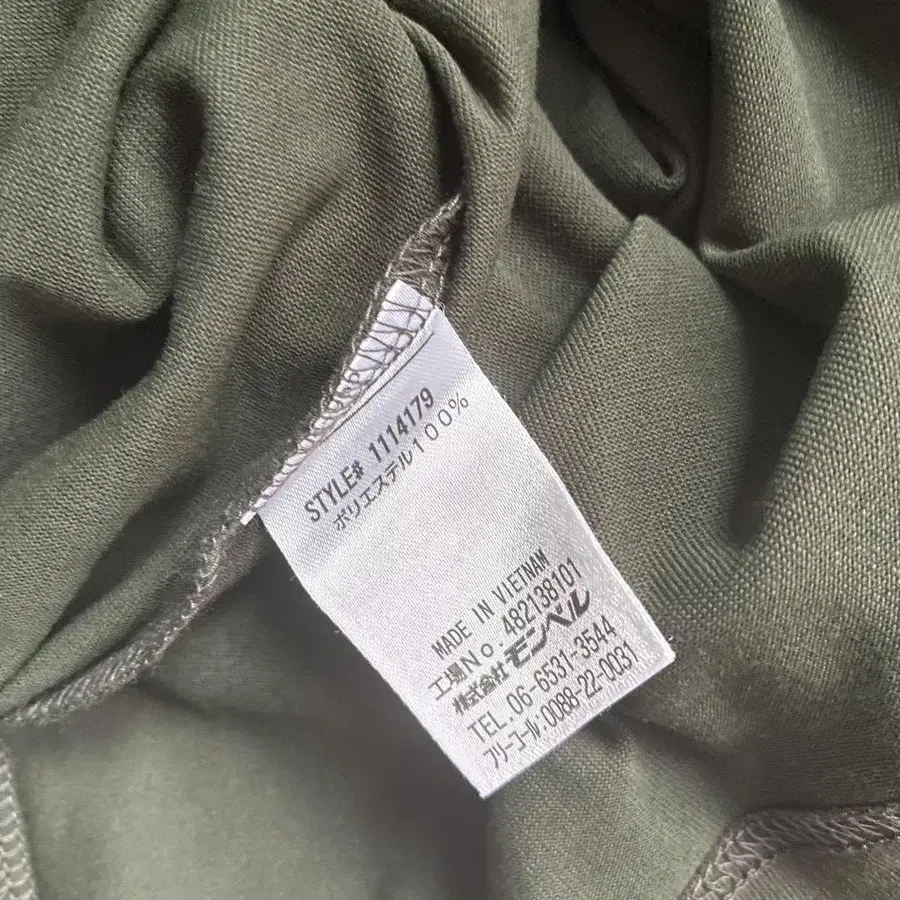 STYLE# 1114179
ポリエステル100%
MADE IN VIETNAM
工場No: 482138101
株式会社モンベル
TEL. 06-6531-3544
フリーコール: 0088-22-0031